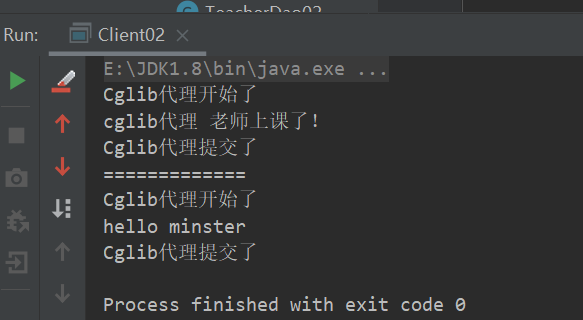 TeacherDao02
Run: Client02
E:\JDK1.8\bin\java.exe ...
Cglib代理开始了
cglib代理 老师上课了！
Cglib代理提交了
=============
Cglib代理开始了
hello minster
Cglib代理提交了
Process finished with exit code 0